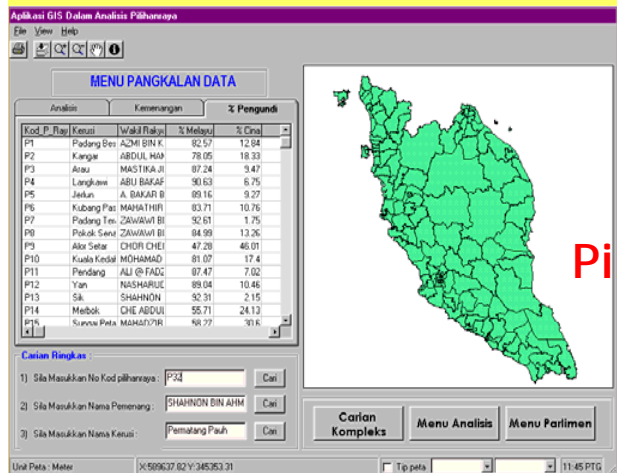 Aplikasi GIS Dalam Analisis Pilihanraya
File View Help
MENU PANGKALAN DATA
Analisis Kemenangan % Pengundi
Kod_P_Ray Kerusi Wakil Rakyu % Melayu % Cina
P1 Padang Bes AZMI BIN K. 82.57 12.84
P2 Kangar ABDUL HAM 78.05 18.33
P3 Arau MASTIKA JI 87.24 9.47
P4 Langkawi ABU BAKAF 90.63 6.75
P5 Jerlun A. BAKAR B 89.16 9.27
P6 Kubang Pas MAHATHIR 83.71 10.76
P7 Padang Ter. ZAWAWI BI 92.61 1.75
P8 Pokok Sena ZAWAWI BI 84.99 13.26
P9 Alor Setar CHOR CHEI 47.28 46.01
P10 Kuala Kedah MOHAMAD 81.07 17.4
P11 Pendang ALI @ FADZ 87.47 7.02
P12 Yan NASHARUD 89.04 10.46
P13 Sik SHAHNON 92.31 2.15
P14 Merbok CHE ABDUL 55.71 24.13
P15 Sungai Peta MAHADZIR 58.27 30.6
Pi
Carian Ringkas :
1) Sila Masukkan No Kod pilihanraya : P32 Cari
2) Sila Masukkan Nama Pemenang : SHAHNON BIN AHM Cari
3) Sila Masukkan Nama Kerusi : Permatang Pauh Cari
Carian Kompleks
Menu Analisis
Menu Parlimen
Unit Peta : Meter X:589637.82 Y:345353.31 Tip peta 11:45 PTG